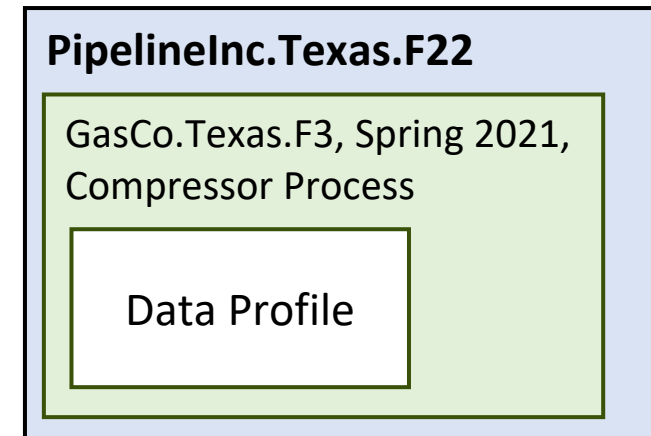 PipelineInc.Texas.F22
GasCo.Texas.F3, Spring 2021,
Compressor Process
Data Profile